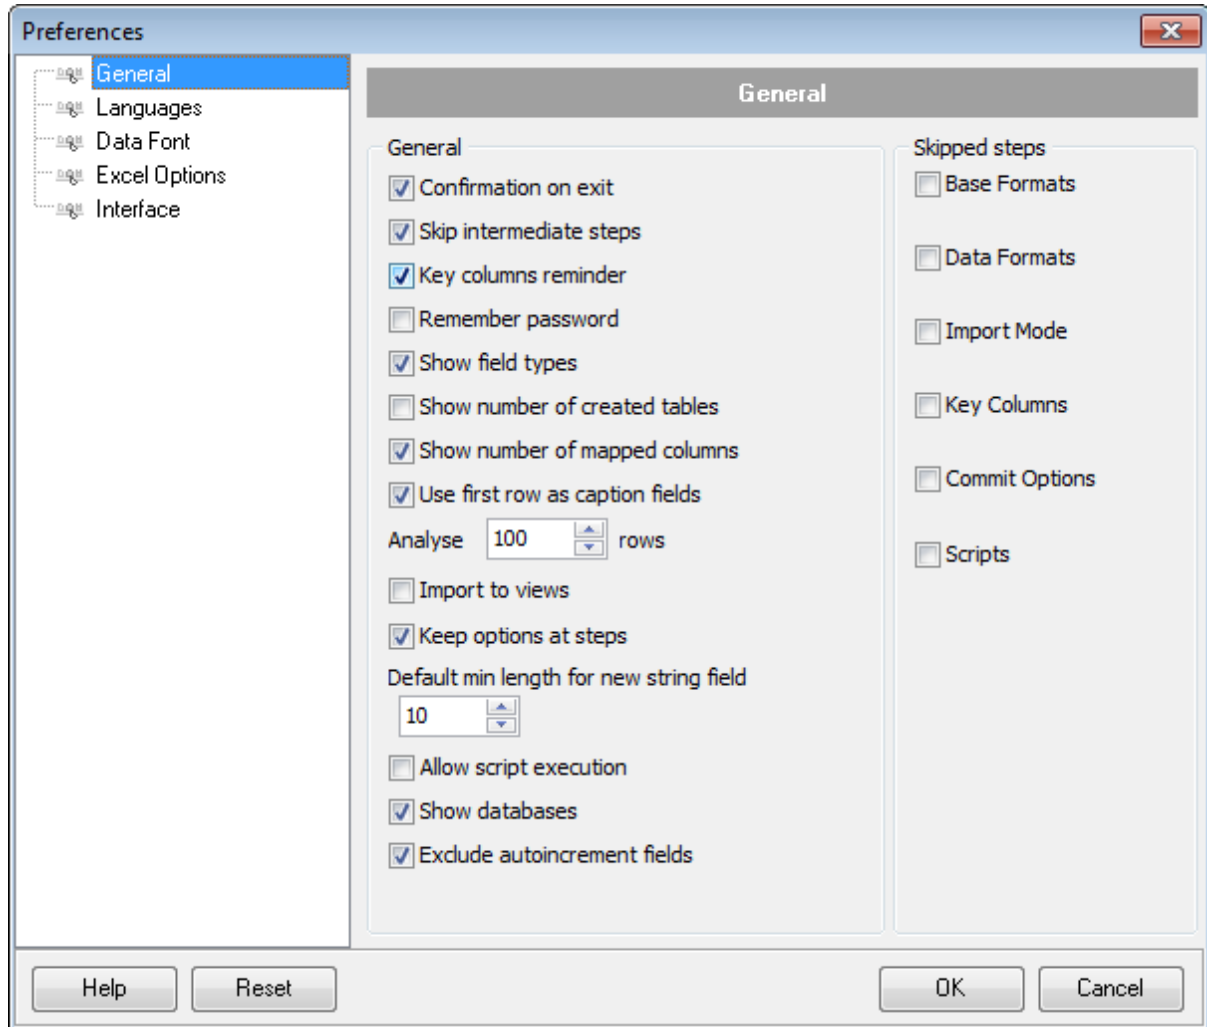 Preferences
General
Languages
Data Font
Excel Options
Interface
General
General
Confirmation on exit
Skip intermediate steps
Key columns reminder
Remember password
Show field types
Show number of created tables
Show number of mapped columns
Use first row as caption fields
Analyse 100 rows
Import to views
Keep options at steps
Default min length for new string field
10
Allow script execution
Show databases
Exclude autoincrement fields
Skipped steps
Base Formats
Data Formats
Import Mode
Key Columns
Commit Options
Scripts
Help Reset OK Cancel